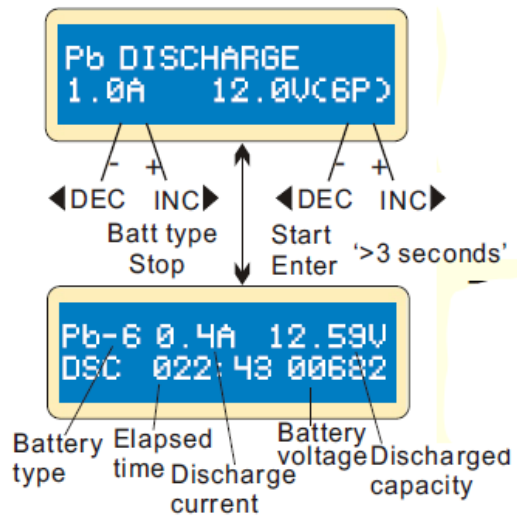 Pb DISCHARGE
1.0A 12.0V(6P)
- + - +
◀DEC INC▶ ◀DEC INC▶
Batt type
Stop
Start
Enter '>3 seconds'
Pb-6 0.4A 12.59V
DSC 022:43 00682
Battery
type
Elapsed
time
Discharge
current
Battery
voltage
Discharged
capacity